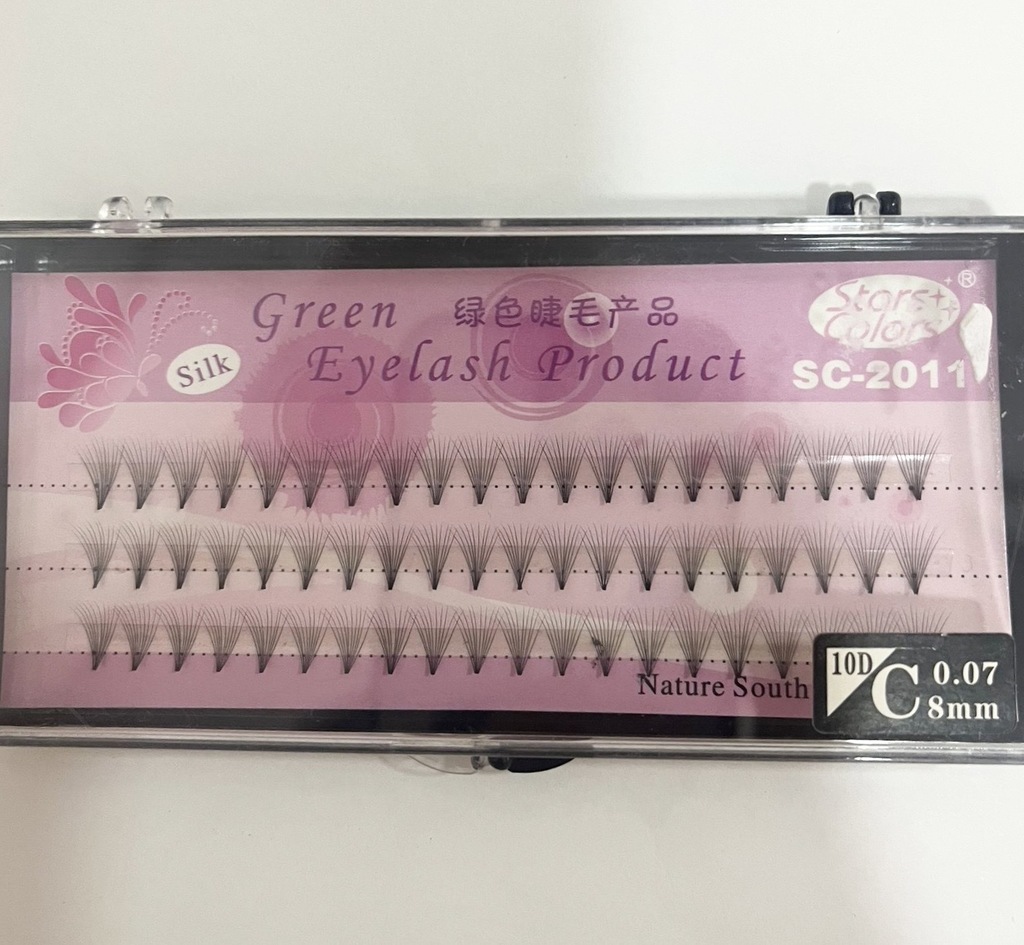 Green 绿色睫毛产品
Eyelash Product
Silk
Stars
Colors®
SC-2011
Nature South
10D
C
0.07
8mm